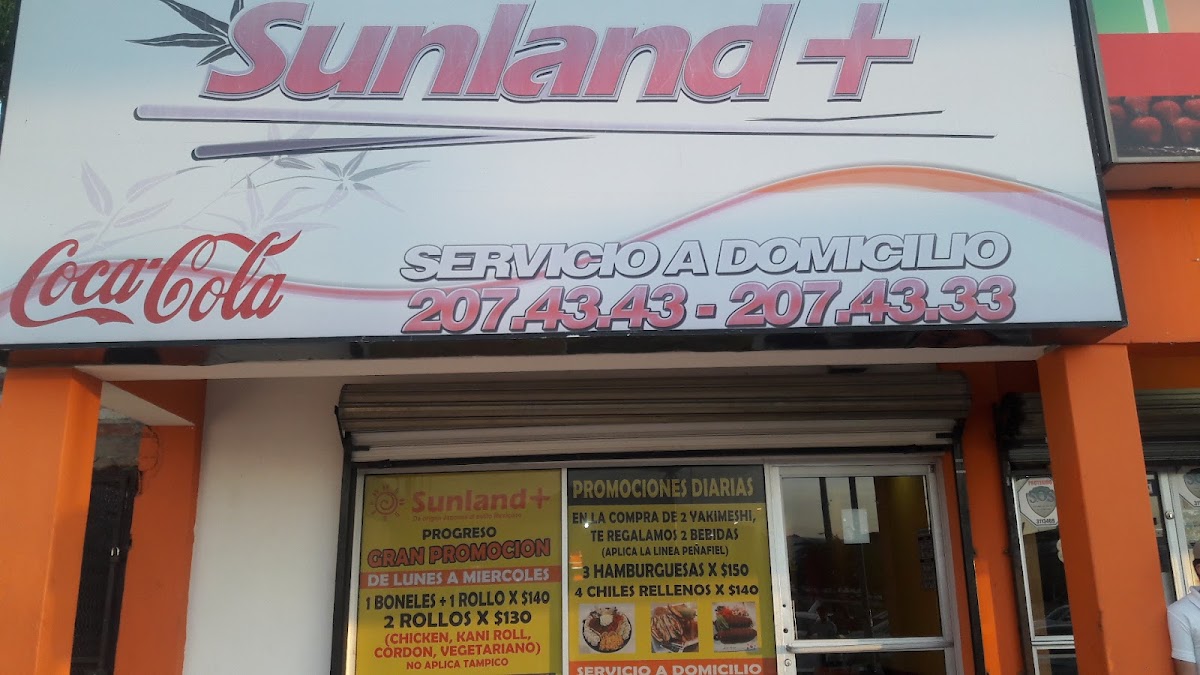 Sunland+
Coca-Cola
SERVICIO A DOMICILIO
207.43.43 - 207.43.33
Sunland+
PROGRESO
GRAN PROMOCION
DE LUNES A MIERCOLES
1 BONELES + 1 ROLLO X $140
2 ROLLOS X $130
(CHICKEN, KANI ROLL,
CORDON, VEGETARIANO)
NO APLICA TAMPICO
PROMOCIONES DIARIAS
EN LA COMPRA DE 2 YAKIMESHI,
TE REGALAMOS 2 BEBIDAS
(APLICA LA LINEA PEÑAFIEL)
3 HAMBURGUESAS X $150
4 CHILES RELLENOS X $140
SERVICIO A DOMICILIO